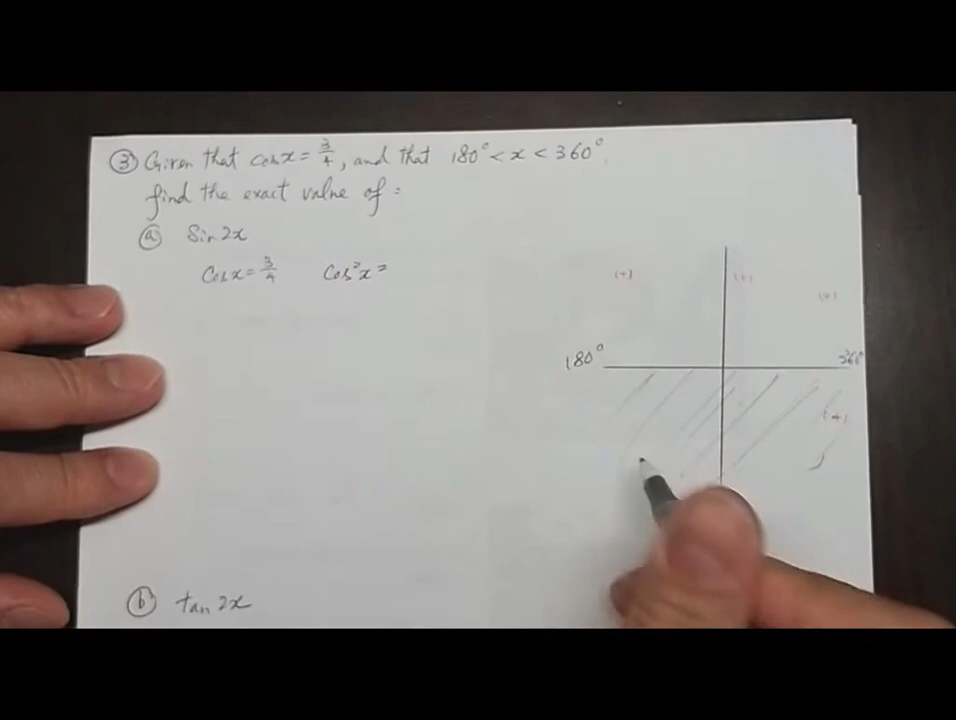 ③ Given that cos x = 3/4, and that 180° < x < 360°,
find the exact value of :
ⓐ Sin 2x
Cos x = 3/4 Cos²x =
(+) (+)
180° 360°
(+)
ⓑ tan 2x